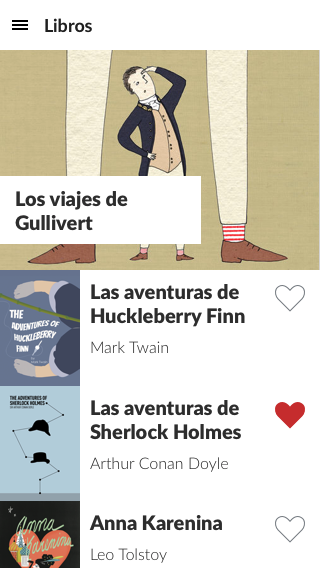 Libros
Los viajes de
Gullivert
THE
ADVENTURES OF
HUCKLEBERRY
FINN
Las aventuras de
Huckleberry Finn
Mark Twain
THE ADVENTURES OF
SHERLOCK HOLMES
Las aventuras de
Sherlock Holmes
Arthur Conan Doyle
Anna
Karenina
Anna Karenina
Leo Tolstoy